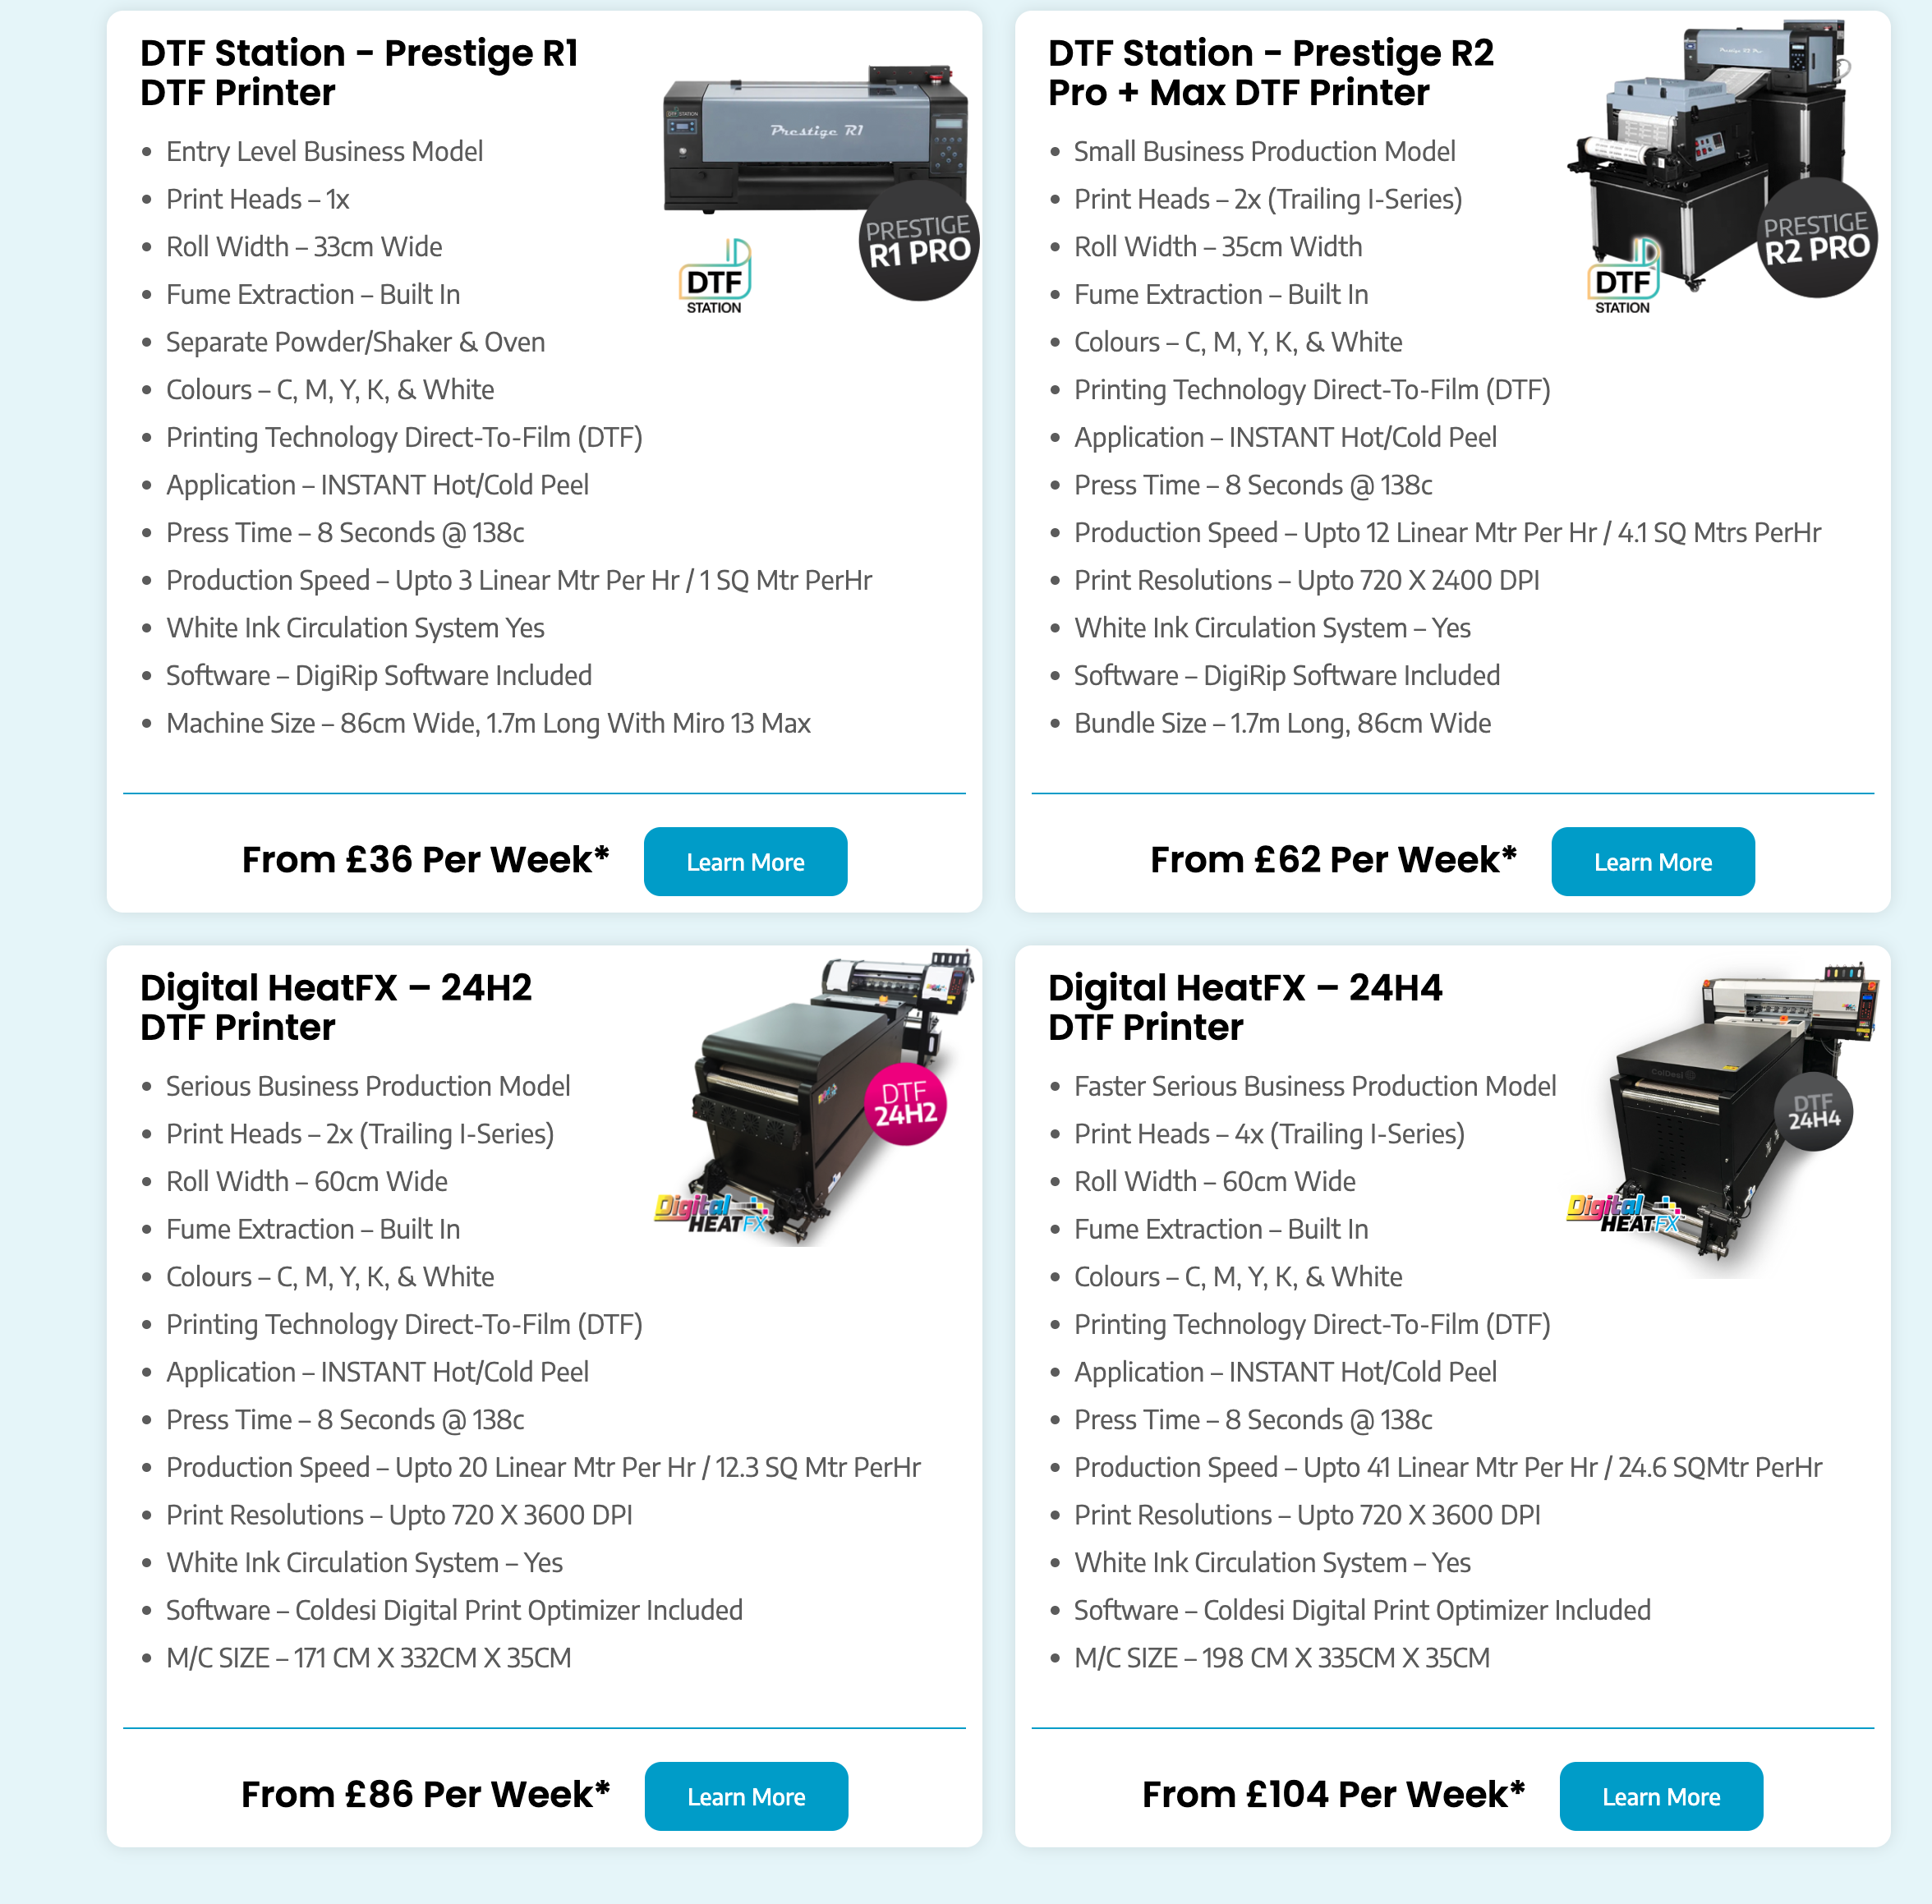 DTF Station - Prestige R1
DTF Printer
Entry Level Business Model
Print Heads – 1x
Roll Width – 33cm Wide
Fume Extraction – Built In
Separate Powder/Shaker & Oven
Colours – C, M, Y, K, & White
Printing Technology Direct-To-Film (DTF)
Application – INSTANT Hot/Cold Peel
Press Time – 8 Seconds @ 138c
Production Speed – Upto 3 Linear Mtr Per Hr / 1 SQ Mtr PerHr
White Ink Circulation System Yes
Software – DigiRip Software Included
Machine Size – 86cm Wide, 1.7m Long With Miro 13 Max
Prestige R1
PRESTIGE
R1 PRO
DTF
STATION
From £36 Per Week*
Learn More
DTF Station - Prestige R2
Pro + Max DTF Printer
Small Business Production Model
Print Heads – 2x (Trailing I-Series)
Roll Width – 35cm Width
Fume Extraction – Built In
Colours – C, M, Y, K, & White
Printing Technology Direct-To-Film (DTF)
Application – INSTANT Hot/Cold Peel
Press Time – 8 Seconds @ 138c
Production Speed – Upto 12 Linear Mtr Per Hr / 4.1 SQ Mtrs PerHr
Print Resolutions – Upto 720 X 2400 DPI
White Ink Circulation System – Yes
Software – DigiRip Software Included
Bundle Size – 1.7m Long, 86cm Wide
PRESTIGE
R2 PRO
DTF
STATION
From £62 Per Week*
Learn More
Digital HeatFX – 24H2
DTF Printer
Serious Business Production Model
Print Heads – 2x (Trailing I-Series)
Roll Width – 60cm Wide
Fume Extraction – Built In
Colours – C, M, Y, K, & White
Printing Technology Direct-To-Film (DTF)
Application – INSTANT Hot/Cold Peel
Press Time – 8 Seconds @ 138c
Production Speed – Upto 20 Linear Mtr Per Hr / 12.3 SQ Mtr PerHr
Print Resolutions – Upto 720 X 3600 DPI
White Ink Circulation System – Yes
Software – Coldesi Digital Print Optimizer Included
M/C SIZE – 171 CM X 332CM X 35CM
DTF
24H2
Digital
HEATFX
From £86 Per Week*
Learn More
Digital HeatFX – 24H4
DTF Printer
Faster Serious Business Production Model
Print Heads – 4x (Trailing I-Series)
Roll Width – 60cm Wide
Fume Extraction – Built In
Colours – C, M, Y, K, & White
Printing Technology Direct-To-Film (DTF)
Application – INSTANT Hot/Cold Peel
Press Time – 8 Seconds @ 138c
Production Speed – Upto 41 Linear Mtr Per Hr / 24.6 SQMtr PerHr
Print Resolutions – Upto 720 X 3600 DPI
White Ink Circulation System – Yes
Software – Coldesi Digital Print Optimizer Included
M/C SIZE – 198 CM X 335CM X 35CM
ColDesi
DTF
24H4
Digital
HEATFX
From £104 Per Week*
Learn More